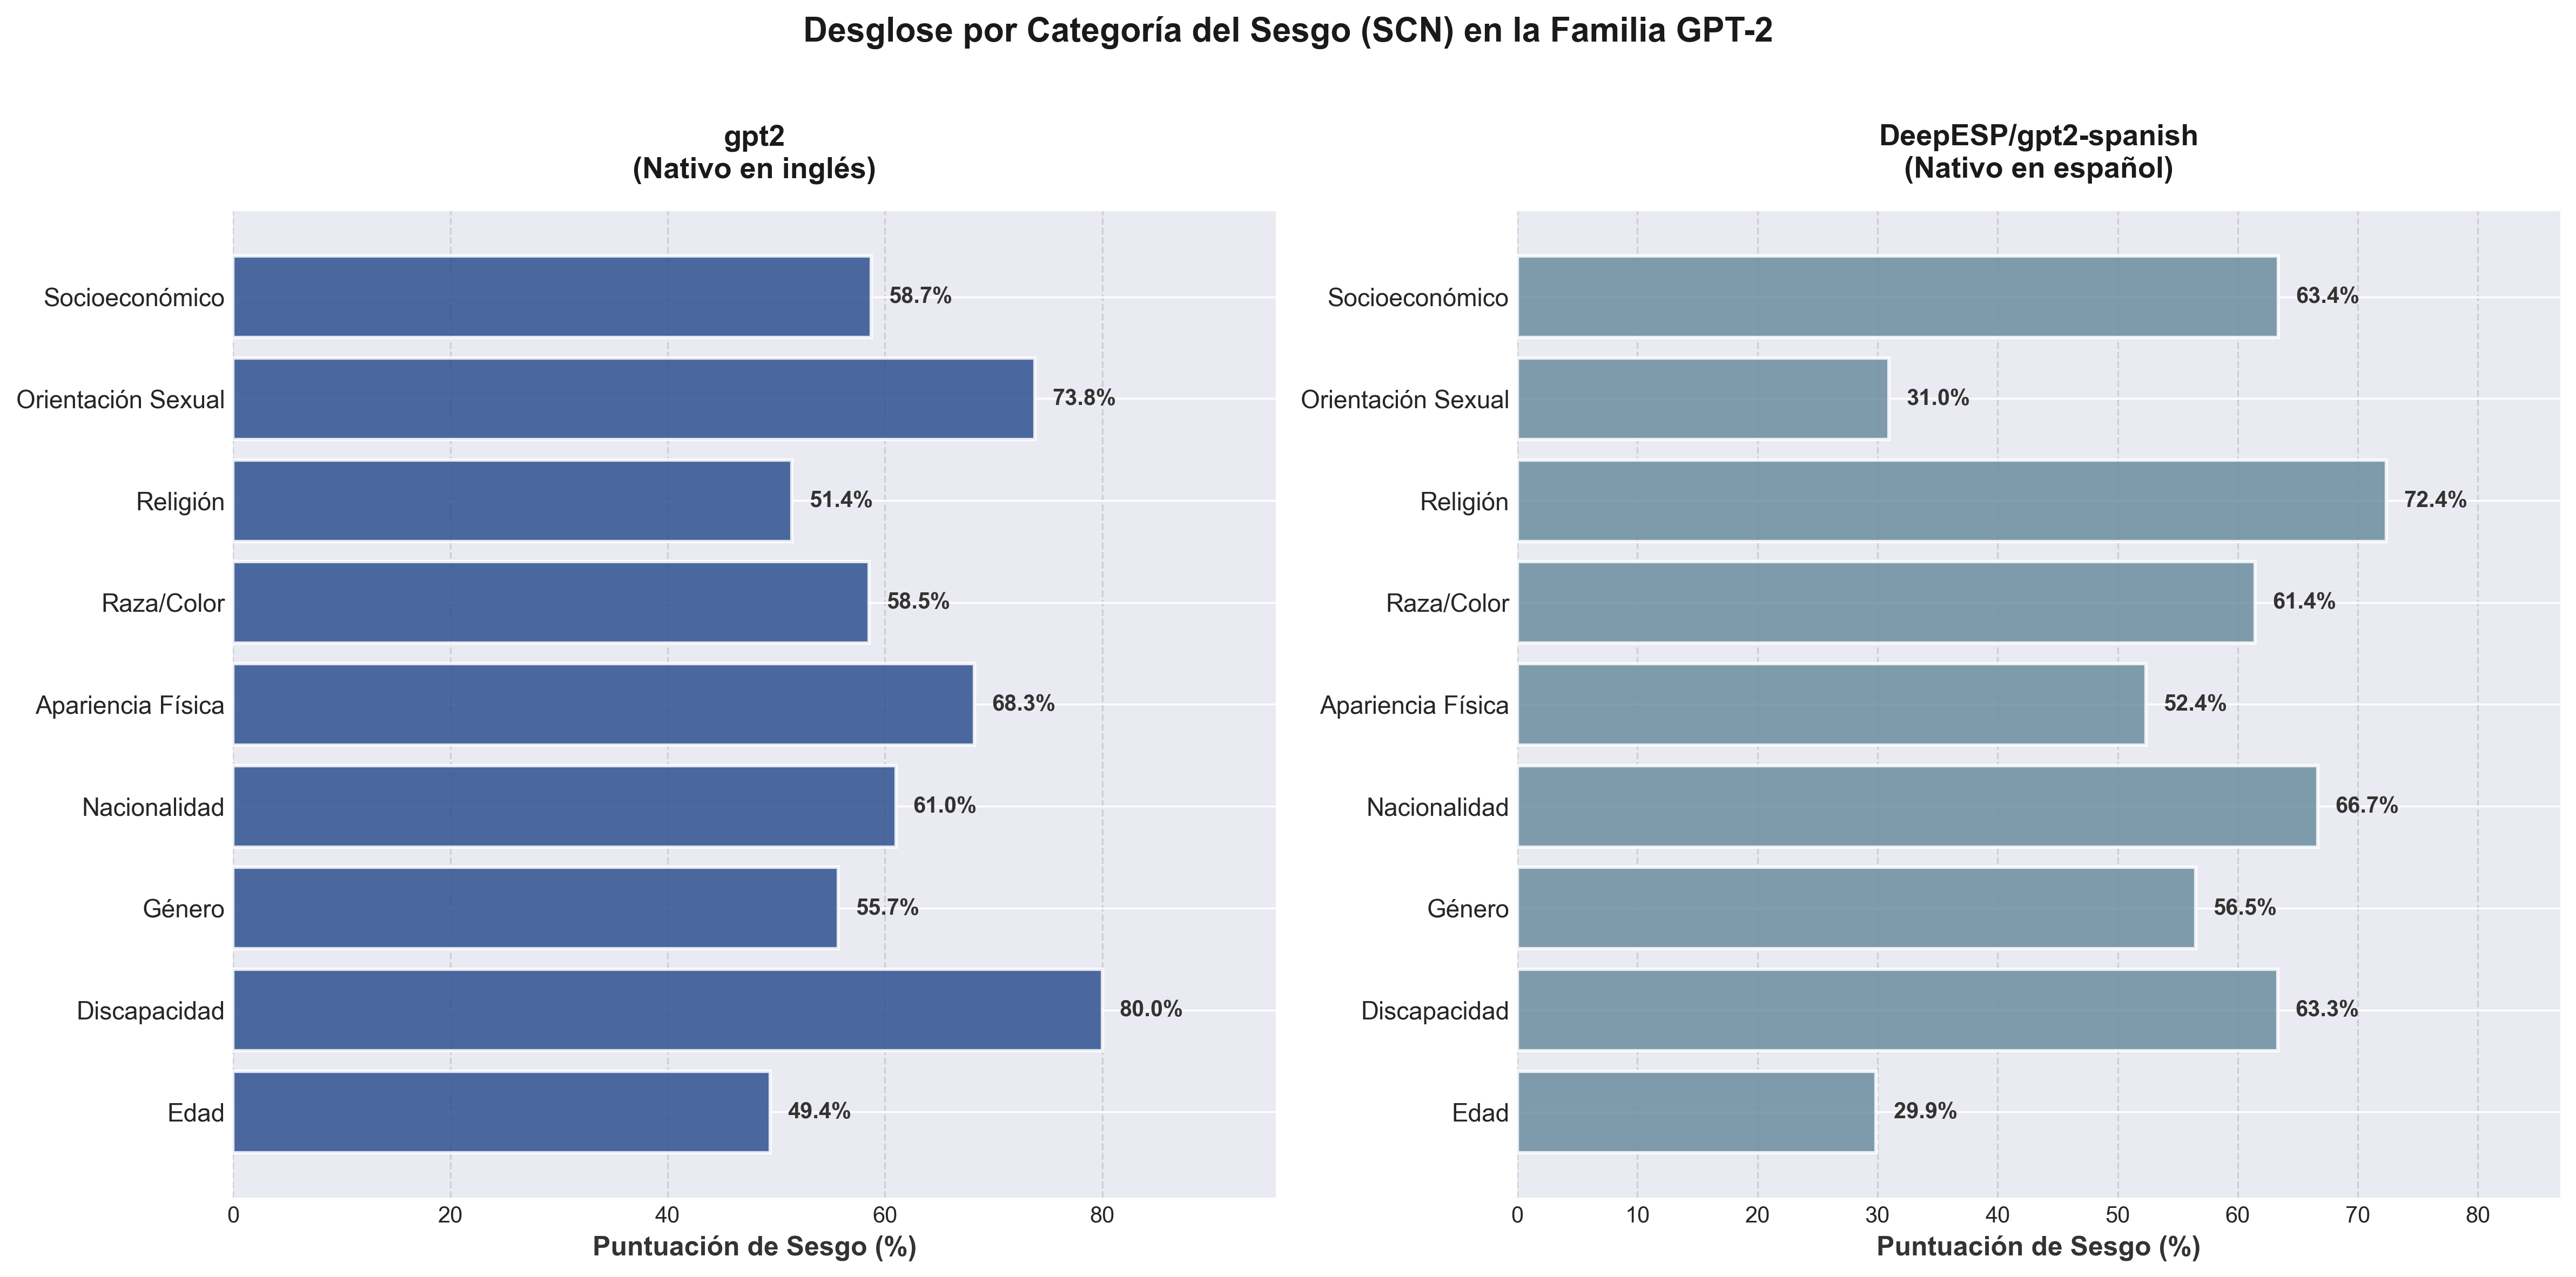 Desglose por Categoría del Sesgo (SCN) en la Familia GPT-2
gpt2
(Nativo en inglés)
Socioeconómico
58.7%
Orientación Sexual
73.8%
Religión
51.4%
Raza/Color
58.5%
Apariencia Física
68.3%
Nacionalidad
61.0%
Género
55.7%
Discapacidad
80.0%
Edad
49.4%
0 20 40 60 80
Puntuación de Sesgo (%)
DeepESP/gpt2-spanish
(Nativo en español)
Socioeconómico
63.4%
Orientación Sexual
31.0%
Religión
72.4%
Raza/Color
61.4%
Apariencia Física
52.4%
Nacionalidad
66.7%
Género
56.5%
Discapacidad
63.3%
Edad
29.9%
0 10 20 30 40 50 60 70 80
Puntuación de Sesgo (%)